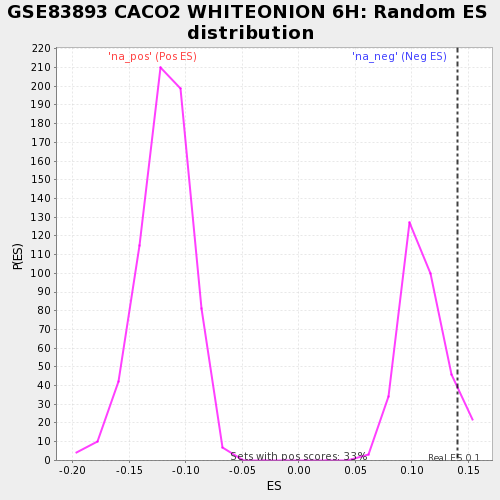 GSE83893 CACO2 WHITEONION 6H: Random ES
distribution
'na_pos' (Pos ES) 'na_neg' (Neg ES)
220
210
200
190
180
170
160
150
140
130
120
110
100
90
80
70
60
50
40
30
20
10
0
P(ES)
Sets with pos scores: 33%
Real ES 0.1
-0.20 -0.15 -0.10 -0.05 0.00 0.05 0.10 0.15
ES